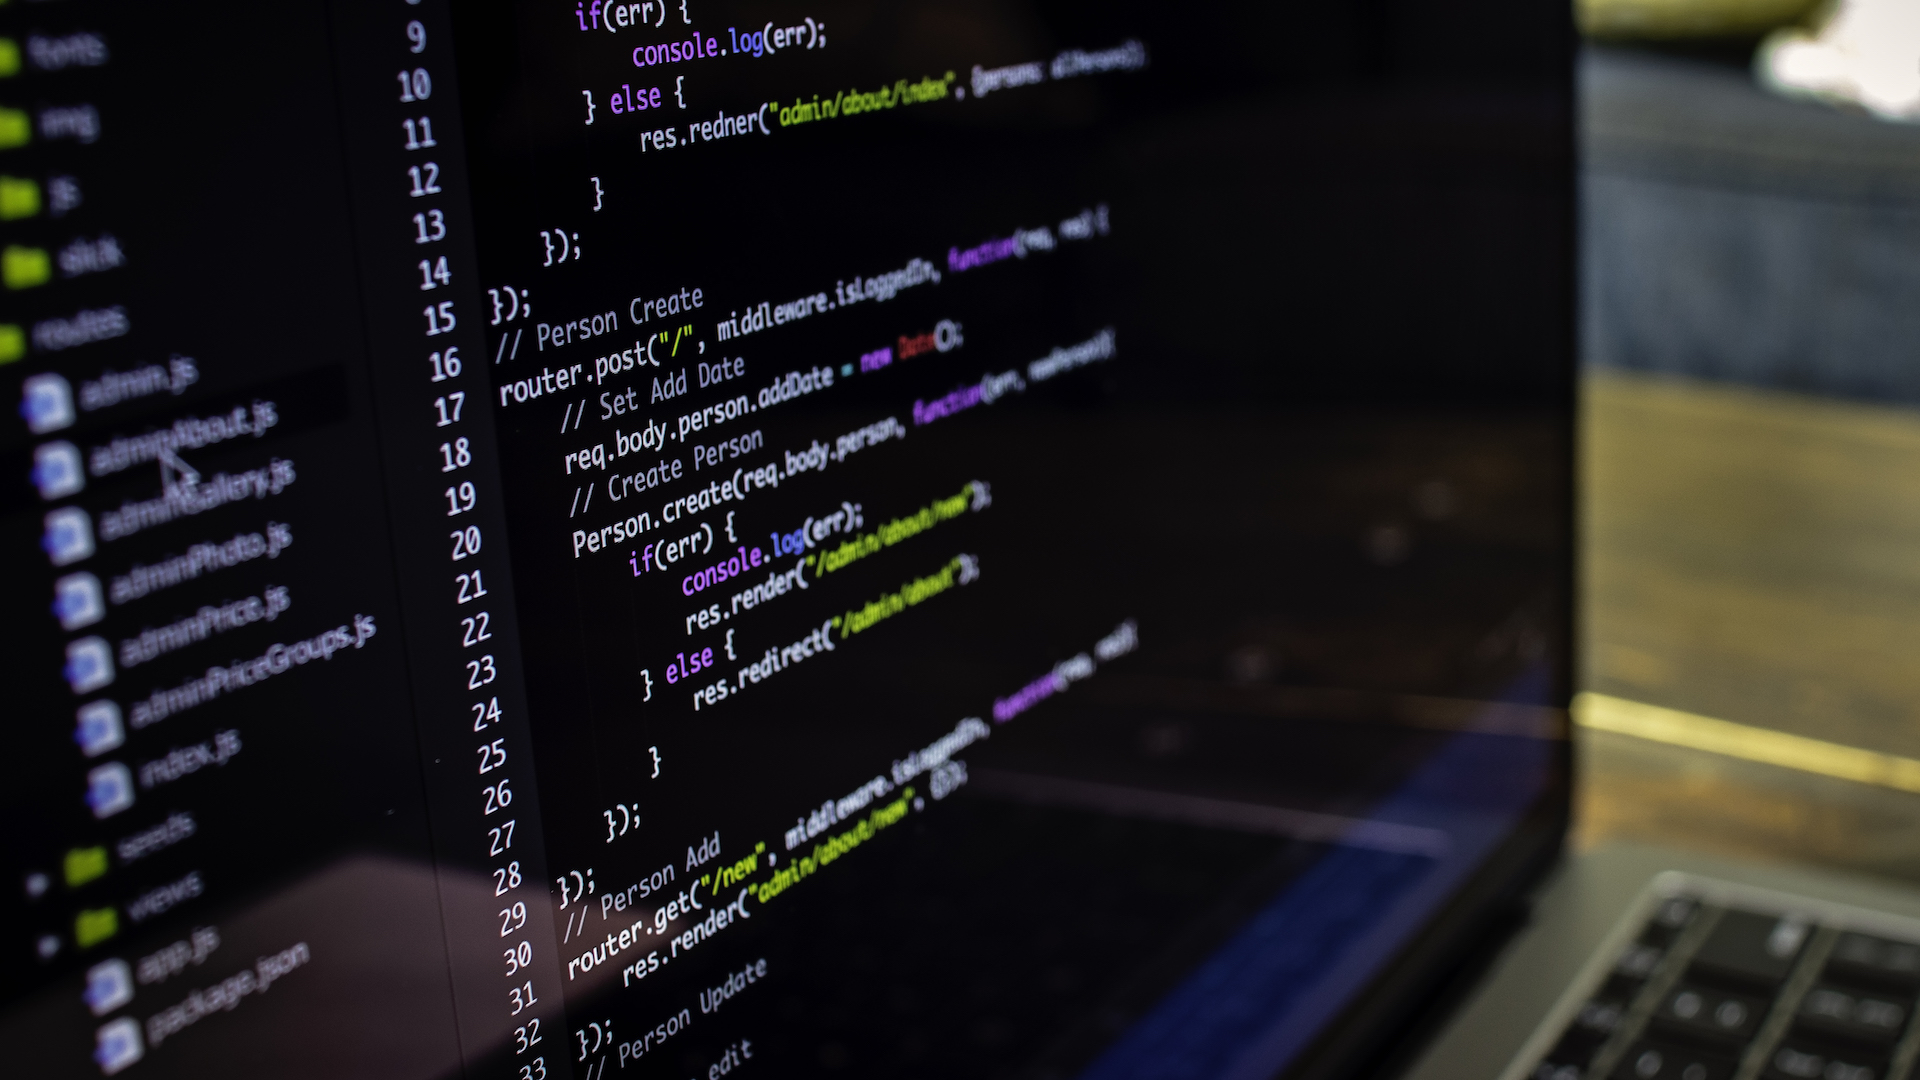 fonts
img
js
slick
routes
admin.js
adminAbout.js
adminGallery.js
adminPhoto.js
adminPrice.js
adminPriceGroups.js
index.js
seeds
views
app.js
package.json
9
10
11
12
13
14
15
16
17
18
19
20
21
22
23
24
25
26
27
28
29
30
31
32
33
if(err) {
console.log(err);
} else {
res.redner("admin/about/index", {persons: allPersons});
}
});
});
// Person Create
router.post("/", middleware.isLoggedIn, function(req, res) {
// Set Add Date
req.body.person.addDate = new Date();
// Create Person
Person.create(req.body.person, function(err, newPerson){
if(err) {
console.log(err);
res.render("/admin/about/new");
} else {
res.redirect("/admin/about");
}
});
});
// Person Add
router.get("/new", middleware.isLoggedIn, function(req, res){
res.render("admin/about/new", {});
});
// Person Update
edit